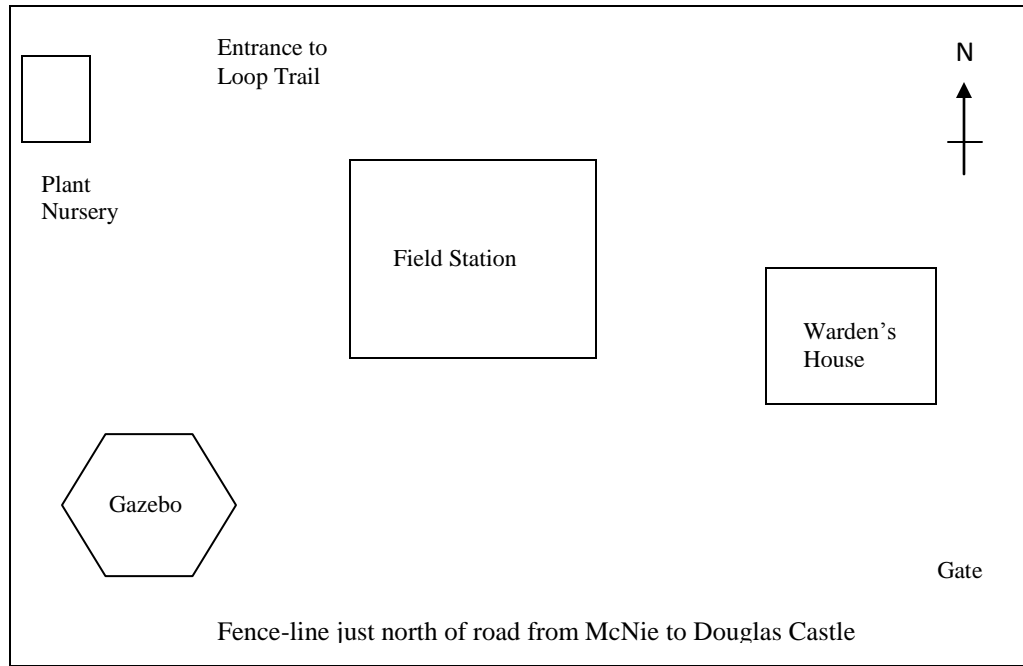 Entrance to
Loop Trail
N
Plant
Nursery
Field Station
Warden’s
House
Gazebo
Gate
Fence-line just north of road from McNie to Douglas Castle